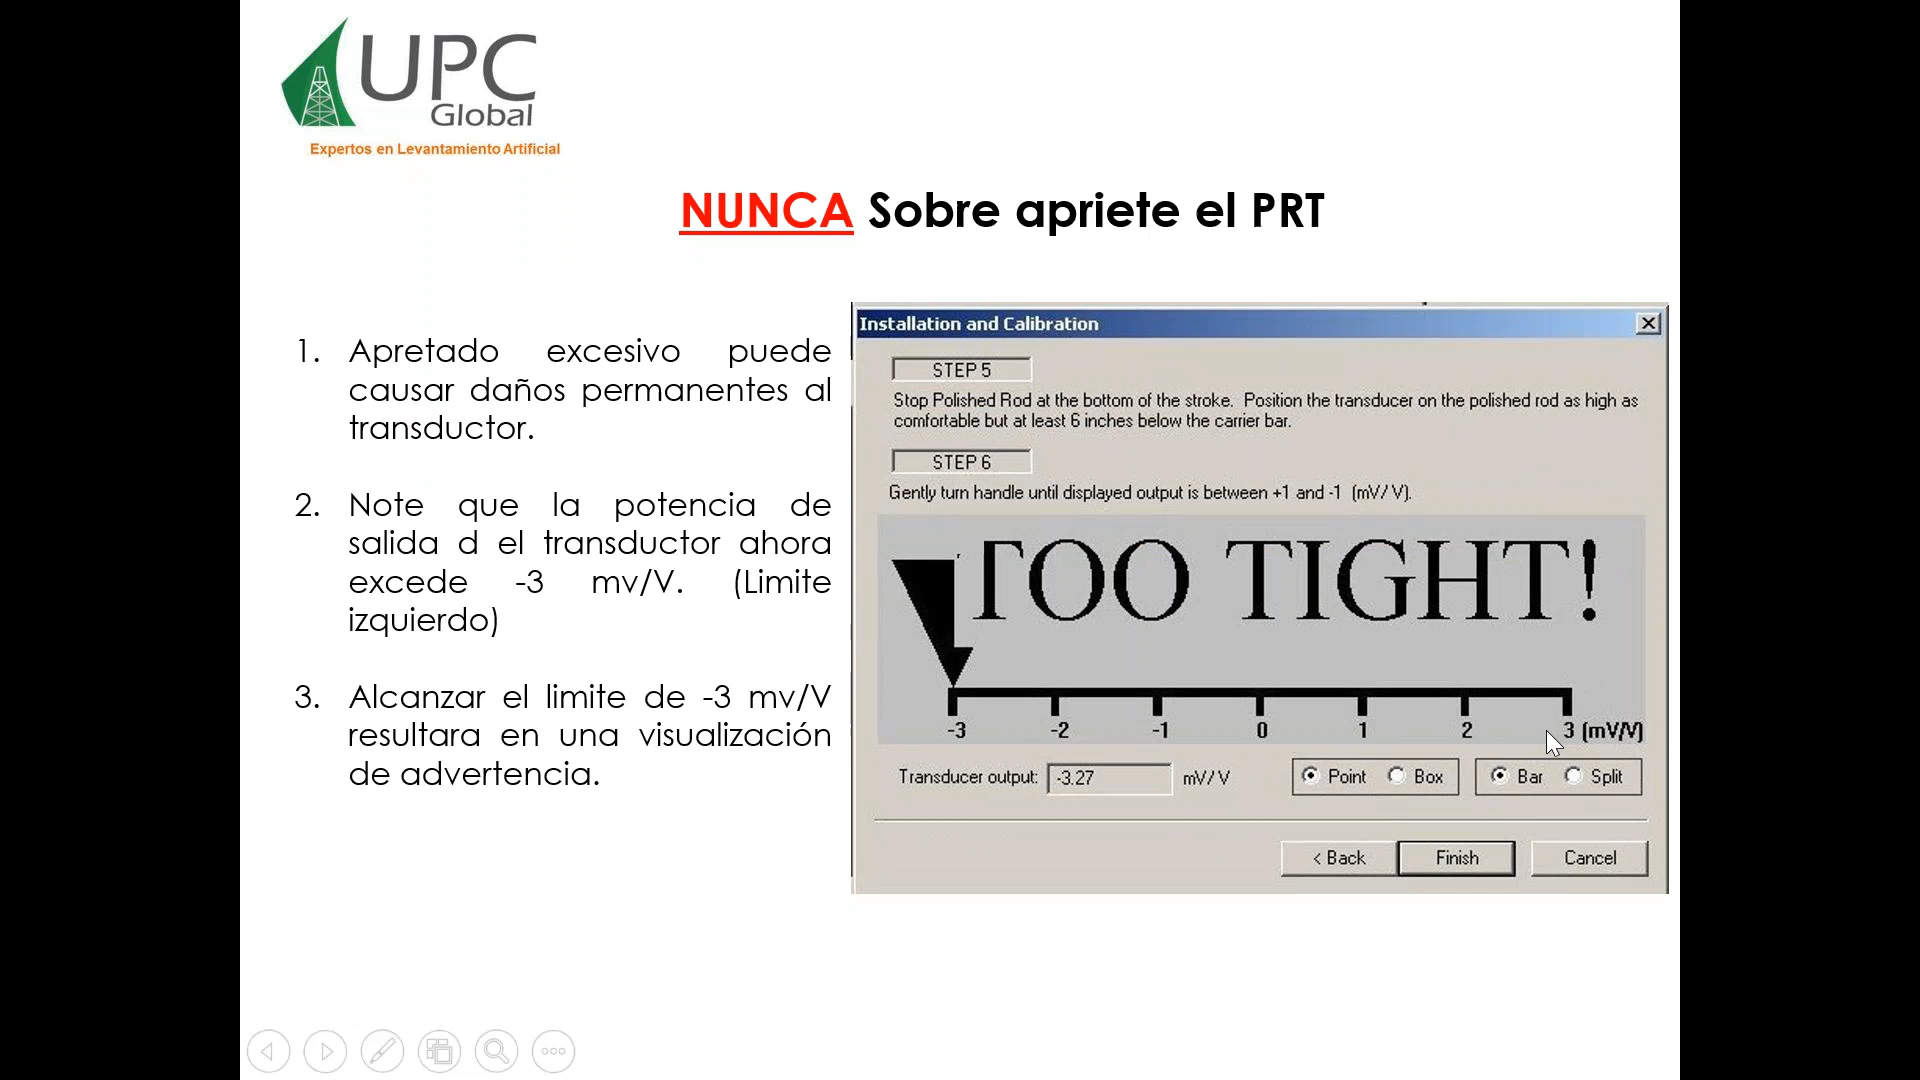 UPC
Global
Expertos en Levantamiento Artificial
NUNCA Sobre apriete el PRT
1. Apretado excesivo puede
causar daños permanentes al
transductor.
2. Note que la potencia de
salida d el transductor ahora
excede -3 mv/V. (Limite
izquierdo)
3. Alcanzar el limite de -3 mv/V
resultara en una visualización
de advertencia.
Installation and Calibration
STEP 5
Stop Polished Rod at the bottom of the stroke. Position the transducer on the polished rod as high as
comfortable but at least 6 inches below the carrier bar.
STEP 6
Gently turn handle until displayed output is between +1 and -1 (mV/V).
TOO TIGHT!
-3 -2 -1 0 1 2 3 (mV/V)
Transducer output: -3.27 mV/V Point Box Bar Split
< Back Finish Cancel